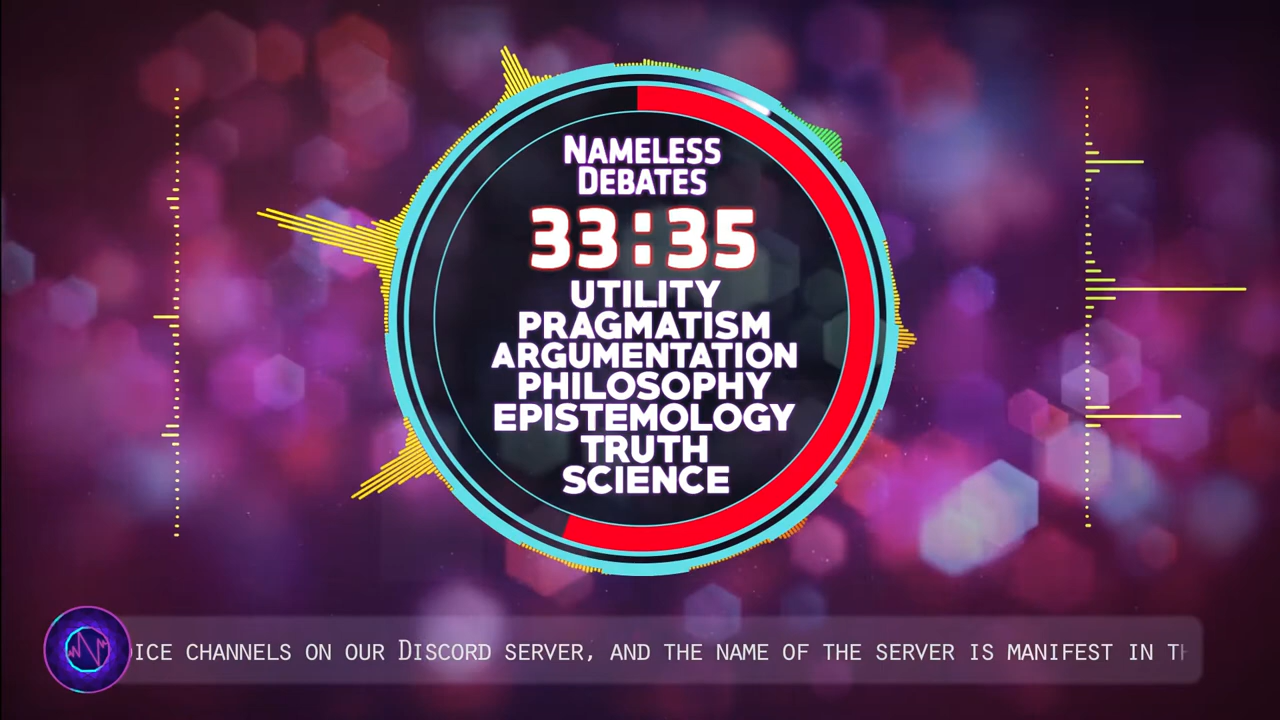 NAMELESS
DEBATES
33:35
UTILITY
PRAGMATISM
ARGUMENTATION
PHILOSOPHY
EPISTEMOLOGY
TRUTH
SCIENCE
CHANNELS ON OUR DISCORD SERVER, AND THE NAME OF THE SERVER IS MANIFEST IN